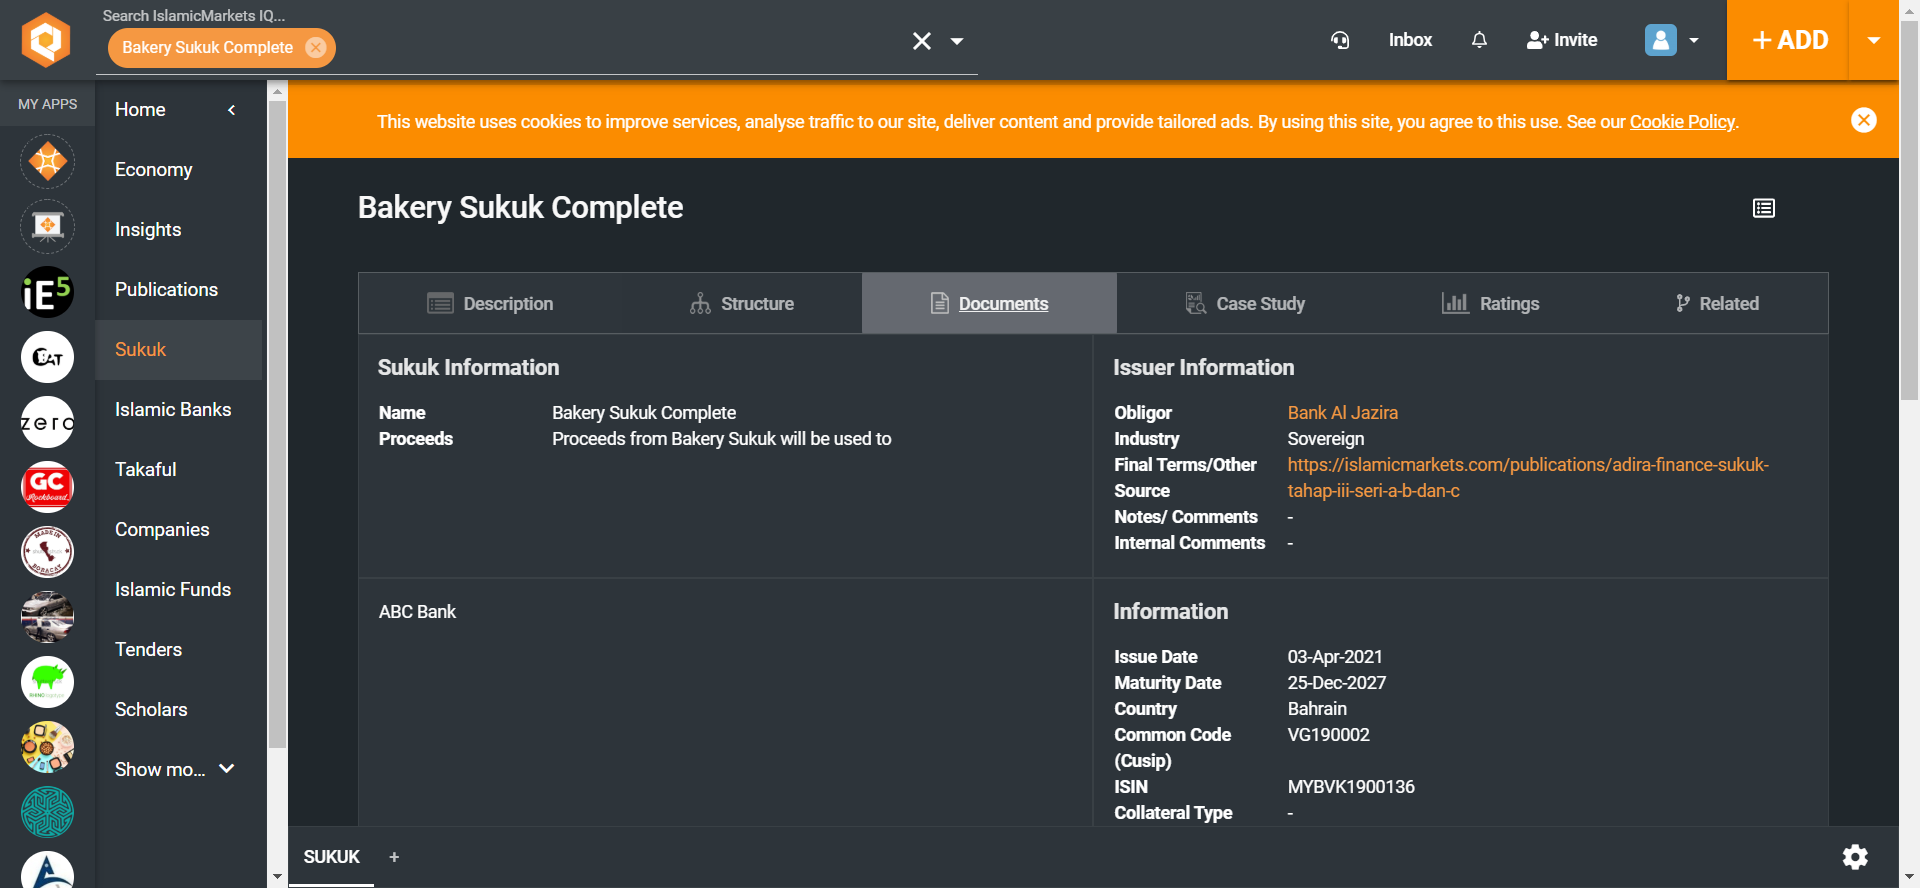 Search IslamicMarkets IQ...
Bakery Sukuk Complete
Inbox
Invite
+ ADD
MY APPS
Home
Economy
Insights
Publications
Sukuk
Islamic Banks
Takaful
Companies
Islamic Funds
Tenders
Scholars
Show mo...
iE5
BAT
zero
GC
Rockboard
MADE IN
BORACAY
RHINO
This website uses cookies to improve services, analyse traffic to our site, deliver content and provide tailored ads. By using this site, you agree to this use. See our Cookie Policy.
Bakery Sukuk Complete
Description
Structure
Documents
Case Study
Ratings
Related
Sukuk Information
Name Bakery Sukuk Complete
Proceeds Proceeds from Bakery Sukuk will be used to
Issuer Information
Obligor Bank Al Jazira
Industry Sovereign
Final Terms/Other https://islamicmarkets.com/publications/adira-finance-sukuk-
Source tahap-iii-seri-a-b-dan-c
Notes/ Comments -
Internal Comments -
ABC Bank
Information
Issue Date 03-Apr-2021
Maturity Date 25-Dec-2027
Country Bahrain
Common Code VG190002
(Cusip)
ISIN MYBVK1900136
Collateral Type -
SUKUK +